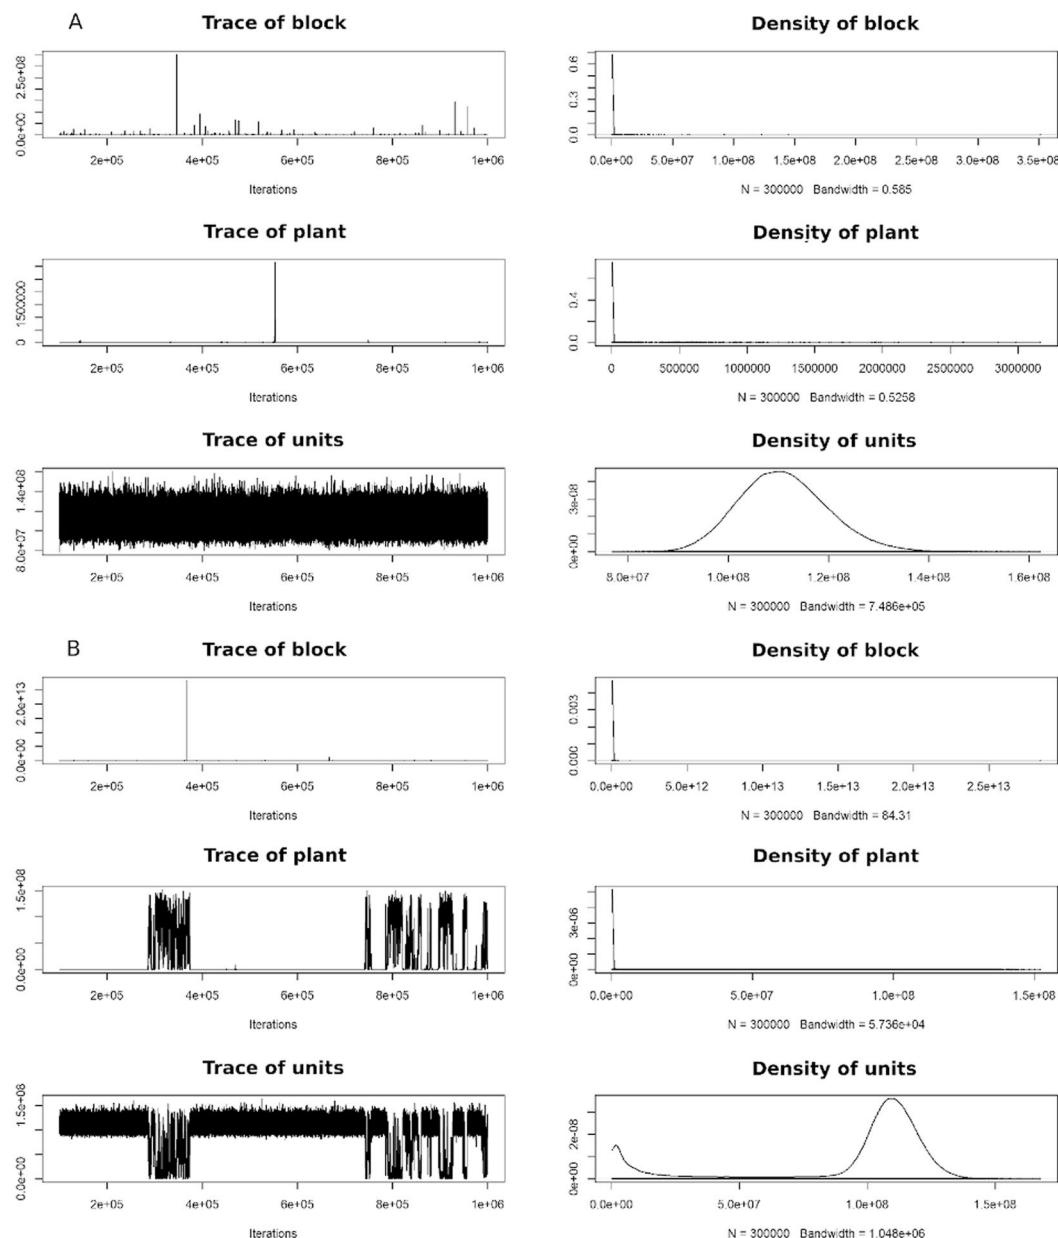 A
Trace of block
Density of block
2.5e+08
0.0e+00
2e+05 4e+05 6e+05 8e+05 1e+06
Iterations
0.6
0.3
0.0
0.0e+00 5.0e+07 1.0e+08 1.5e+08 2.0e+08 2.5e+08 3.0e+08 3.5e+08
N = 300000 Bandwidth = 0.585
Trace of plant
Density of plant
1500000
0
2e+05 4e+05 6e+05 8e+05 1e+06
Iterations
0.4
0.0
0 500000 1000000 1500000 2000000 2500000 3000000
N = 300000 Bandwidth = 0.5258
Trace of units
Density of units
1.4e+08
8.0e+07
2e+05 4e+05 6e+05 8e+05 1e+06
Iterations
3e-08
0e+00
8.0e+07 1.0e+08 1.2e+08 1.4e+08 1.6e+08
N = 300000 Bandwidth = 7.486e+05
B
Trace of block
Density of block
2.0e+13
0.0e+00
2e+05 4e+05 6e+05 8e+05 1e+06
Iterations
0.003
0.000
0.0e+00 5.0e+12 1.0e+13 1.5e+13 2.0e+13 2.5e+13
N = 300000 Bandwidth = 84.31
Trace of plant
Density of plant
1.5e+08
0.0e+00
2e+05 4e+05 6e+05 8e+05 1e+06
Iterations
3e-06
0e+00
0.0e+00 5.0e+07 1.0e+08 1.5e+08
N = 300000 Bandwidth = 5.736e+04
Trace of units
Density of units
1.5e+08
0.0e+00
2e+05 4e+05 6e+05 8e+05 1e+06
Iterations
2e-08
0e+00
0.0e+00 5.0e+07 1.0e+08 1.5e+08
N = 300000 Bandwidth = 1.048e+06